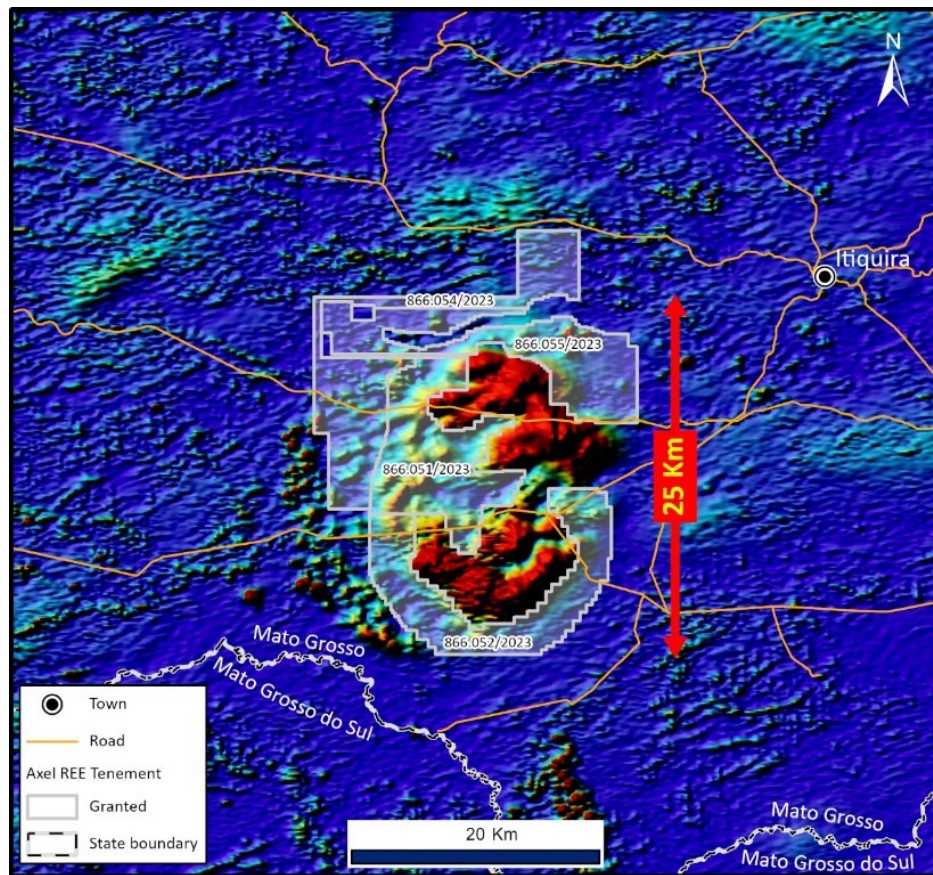 N
Itiquira
866.054/2023
866.055/2023
25 Km
866.051/2023
866.052/2023
Mato Grosso
Mato Grosso do Sul
Town
Road
Axel REE Tenement
Granted
State boundary
20 Km
Mato Grosso
Mato Grosso do Sul